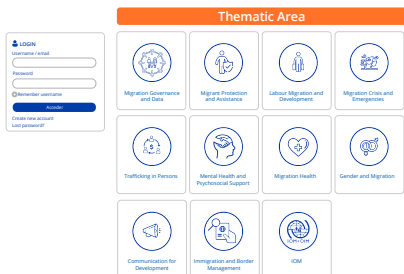 Thematic Area
LOGIN
Username / email
Password
Remember username
Acceder
Create new account
Lost password?
Migration Governance
and Data
Migrant Protection
and Assistance
Labour Migration and
Development
Migration Crisis and
Emergencies
Trafficking in Persons
Mental Health and
Psychosocial Support
Migration Health
Gender and Migration
Communication for
Development
Immigration and Border
Management
IOM•OIM
IOM